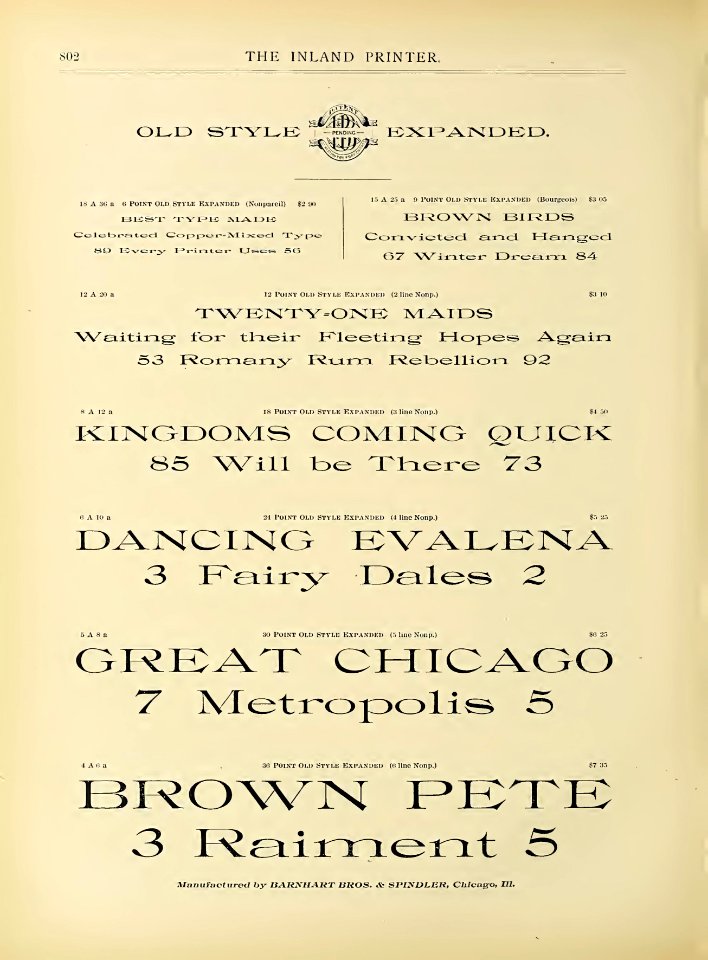 802
THE INLAND PRINTER.
OLD STYLE EXPANDED.
PENDING
18 A 36 a 6 POINT OLD STYLE EXPANDED (Nonpareil) $2 90
BEST TYPE MADE
Celebrated Copper-Mixed Type
89 Every Printer Uses 56
15 A 25 a 9 POINT OLD STYLE EXPANDED (Bourgeois) $3 05
BROWN BIRDS
Convicted and Hanged
67 Winter Dream 84
12 A 20 a 12 POINT OLD STYLE EXPANDED (2 line Nonp.) $3 10
TWENTY=ONE MAIDS
Waiting for their Fleeting Hopes Again
53 Romany Rum Rebellion 92
8 A 12 a 18 POINT OLD STYLE EXPANDED (3 line Nonp.) $4 50
KINGDOMS COMING QUICK
85 Will be There 73
6 A 10 a 24 POINT OLD STYLE EXPANDED (4 line Nonp.) $5 25
DANCING EVALENA
3 Fairy Dales 2
5 A 8 a 30 POINT OLD STYLE EXPANDED (5 line Nonp.) $6 25
GREAT CHICAGO
7 Metropolis 5
4 A 6 a 36 POINT OLD STYLE EXPANDED (6 line Nonp.) $7 35
BROWN PETE
3 Raiment 5
Manufactured by BARNHART BROS. & SPINDLER, Chicago, Ill.